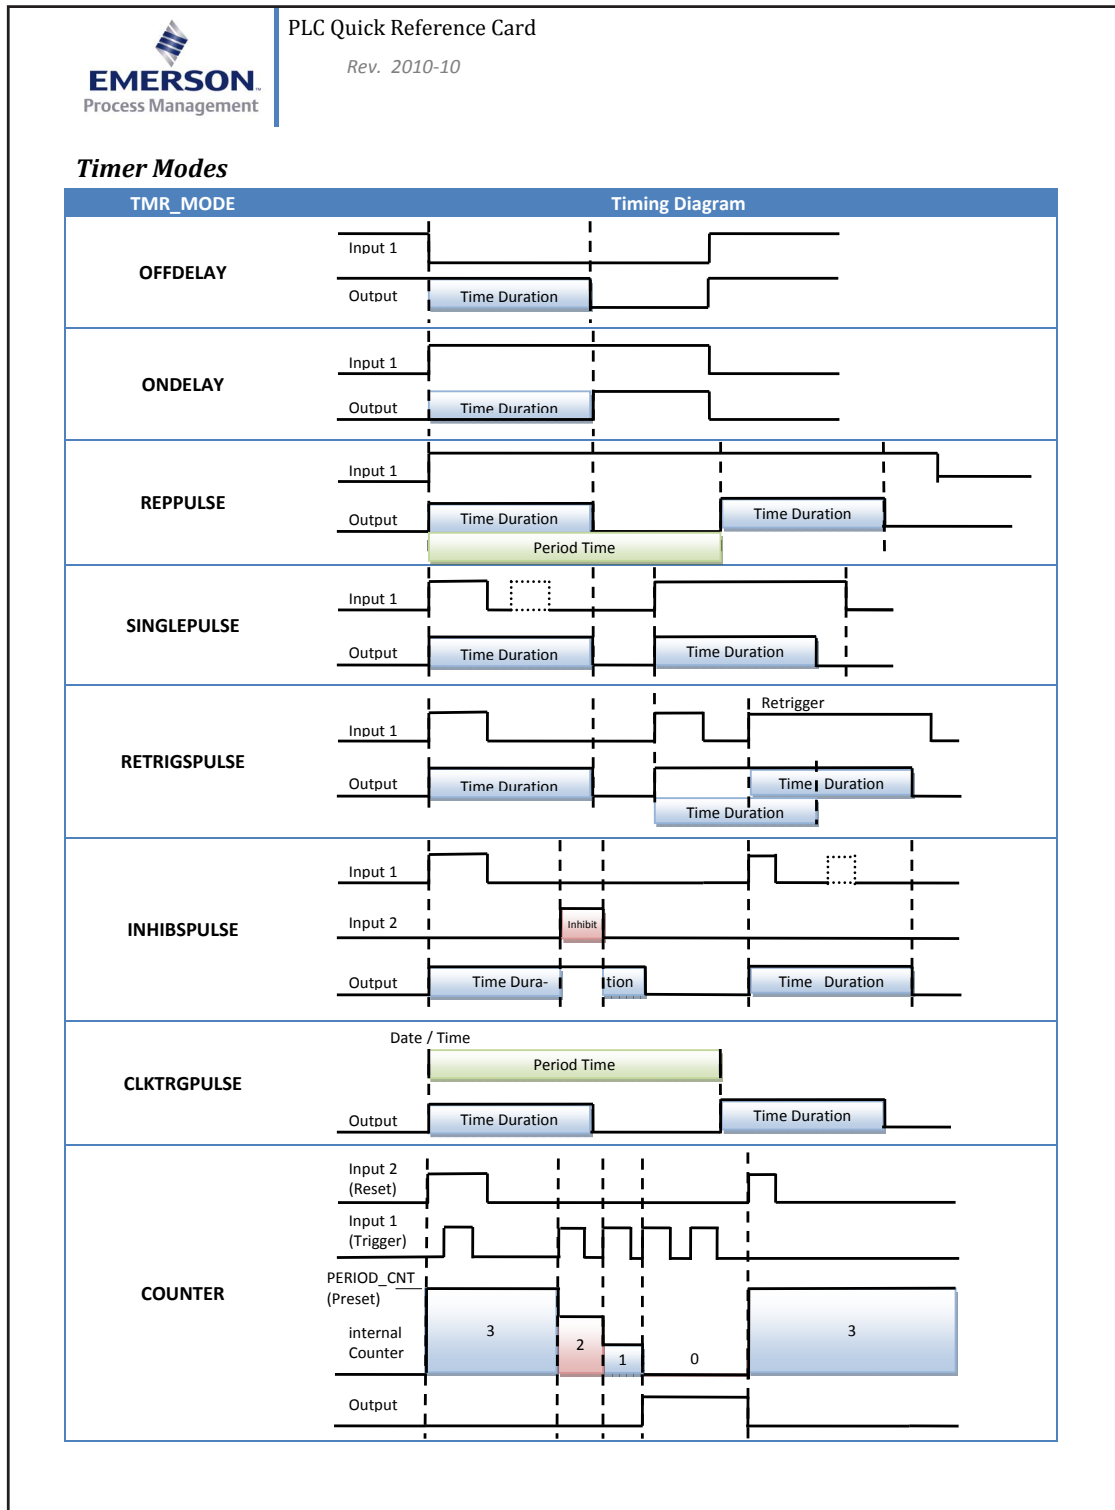 PLC Quick Reference Card
Rev. 2010-10
EMERSON™
Process Management
Timer Modes
TMR_MODE Timing Diagram
OFFDELAY
Input 1
Output Time Duration
ONDELAY
Input 1
Output Time Duration
REPPULSE
Input 1
Output Time Duration Time Duration
Period Time
SINGLEPULSE
Input 1
Output Time Duration Time Duration
RETRIGSPULSE
Retrigger
Input 1
Output Time Duration Time Duration
Time Duration
INHIBSPULSE
Input 1
Input 2 Inhibit
Output Time Dura- tion Time Duration
CLKTRGPULSE
Date / Time
Period Time
Output Time Duration Time Duration
COUNTER
Input 2
(Reset)
Input 1
(Trigger)
PERIOD_CNT
(Preset)
internal
Counter
3 2 1 0 3
Output